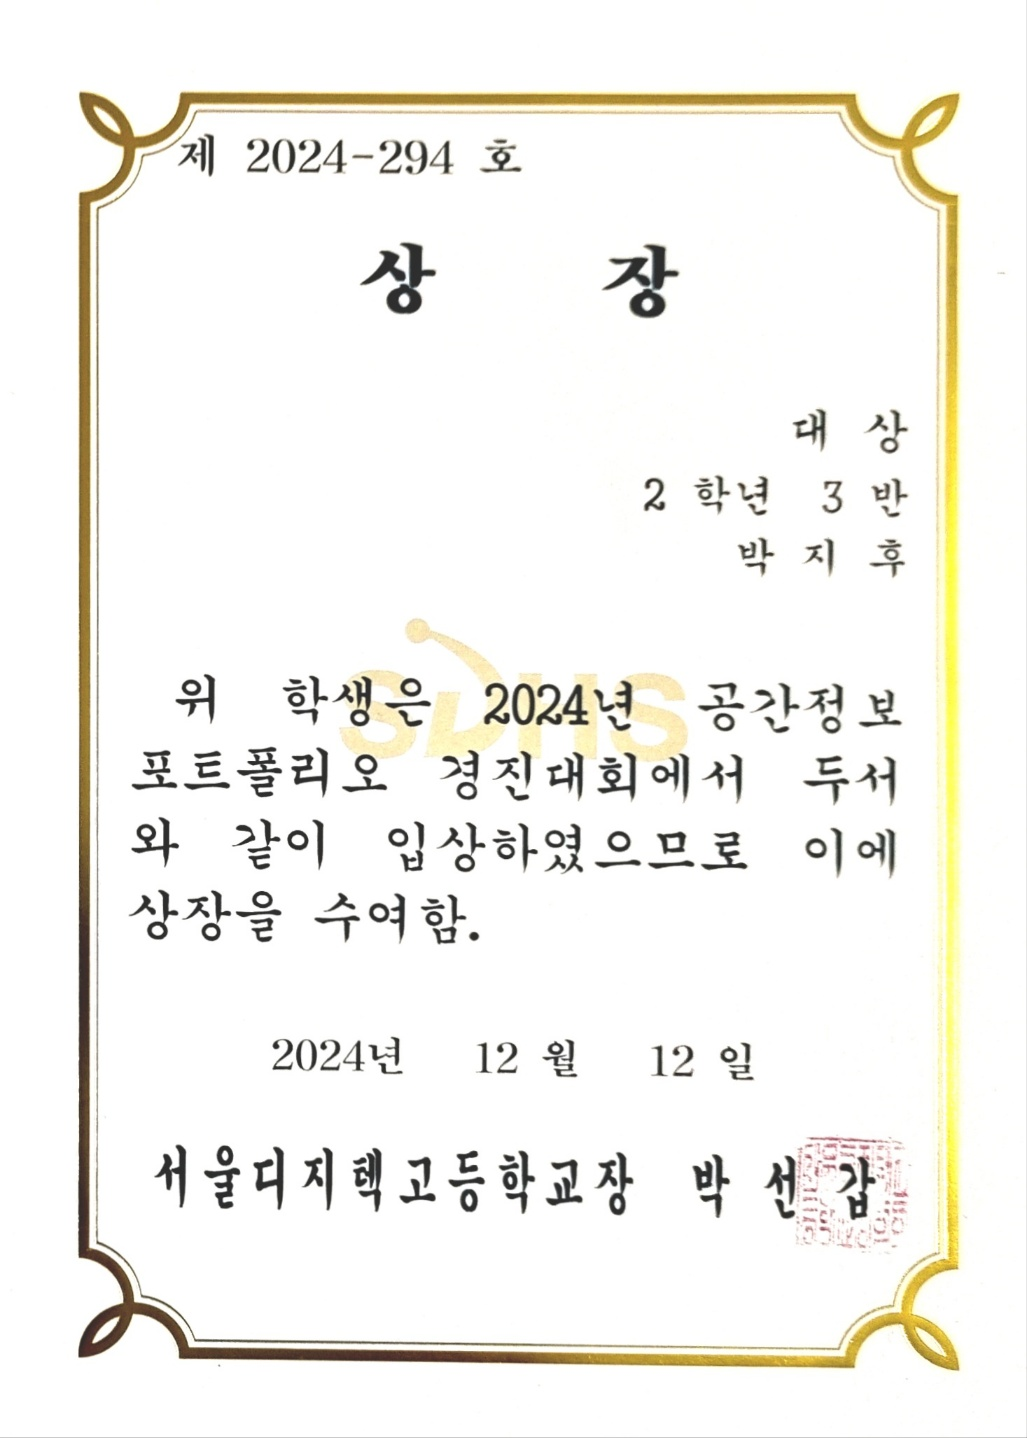 제 2024-294 호
상 장
대 상
2 학년 3 반
박 지 후
SDHS
위 학생은 2024년 공간정보
포트폴리오 경진대회에서 두서
와 같이 입상하였으므로 이에
상장을 수여함.
2024년 12 월 12 일
서울디지텍고등학교장 박 선 갑